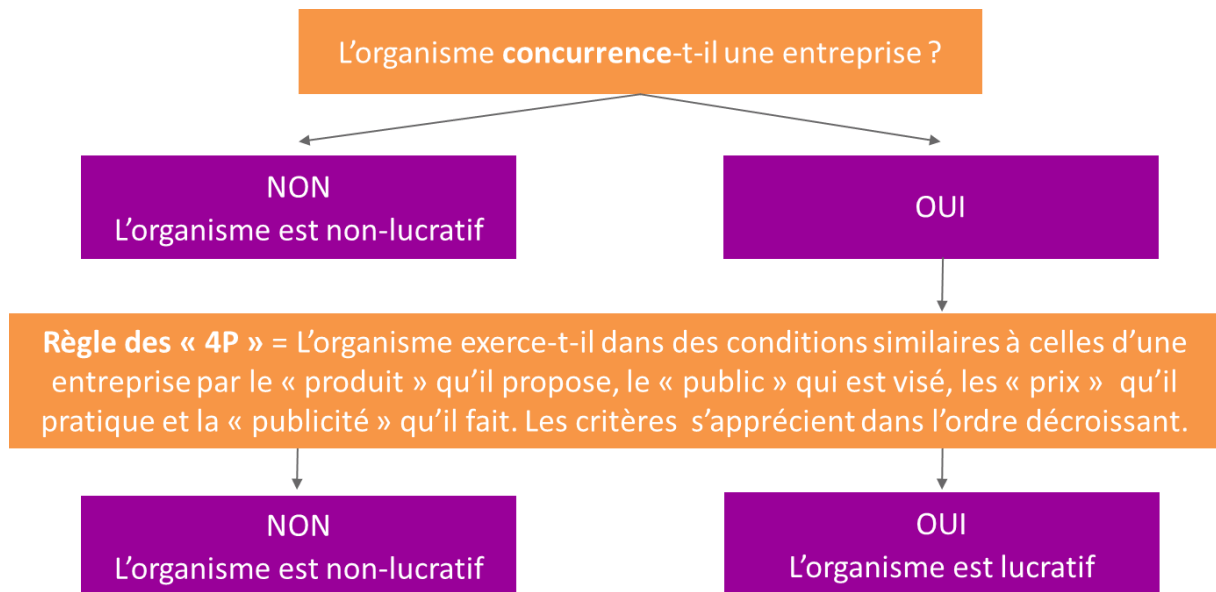 L’organisme concurrence-t-il une entreprise ?
NON
L’organisme est non-lucratif
OUI
Règle des « 4P » = L’organisme exerce-t-il dans des conditions similaires à celles d’une
entreprise par le « produit » qu’il propose, le « public » qui est visé, les « prix » qu’il
pratique et la « publicité » qu’il fait. Les critères s’apprécient dans l’ordre décroissant.
NON
L’organisme est non-lucratif
OUI
L’organisme est lucratif